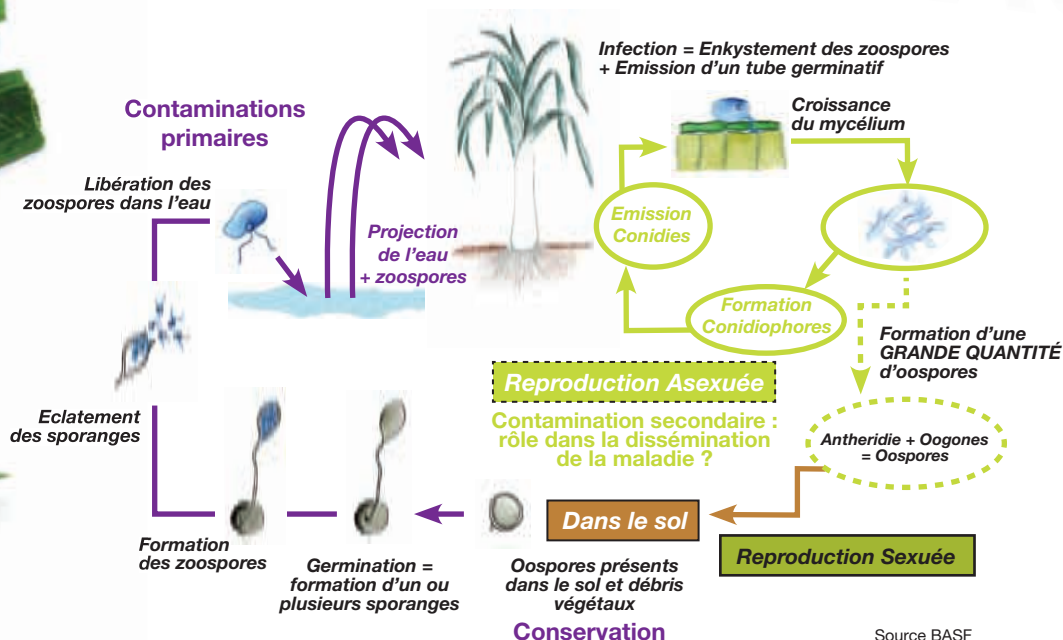 Infection = Enkystement des zoospores
+ Emission d'un tube germinatif
Contaminations
primaires
Croissance
du mycélium
Libération des
zoospores dans l'eau
Projection
de l'eau
+ zoospores
Emission
Conidies
Formation
Conidiophores
Formation d'une
GRANDE QUANTITÉ
d'oospores
Reproduction Asexuée
Contamination secondaire :
rôle dans la dissémination
de la maladie ?
Eclatement
des sporanges
Antheridie + Oogones
= Oospores
Dans le sol
Reproduction Sexuée
Formation
des zoospores
Germination =
formation d'un ou
plusieurs sporanges
Oospores présents
dans le sol et débris
végétaux
Conservation
Source BASF